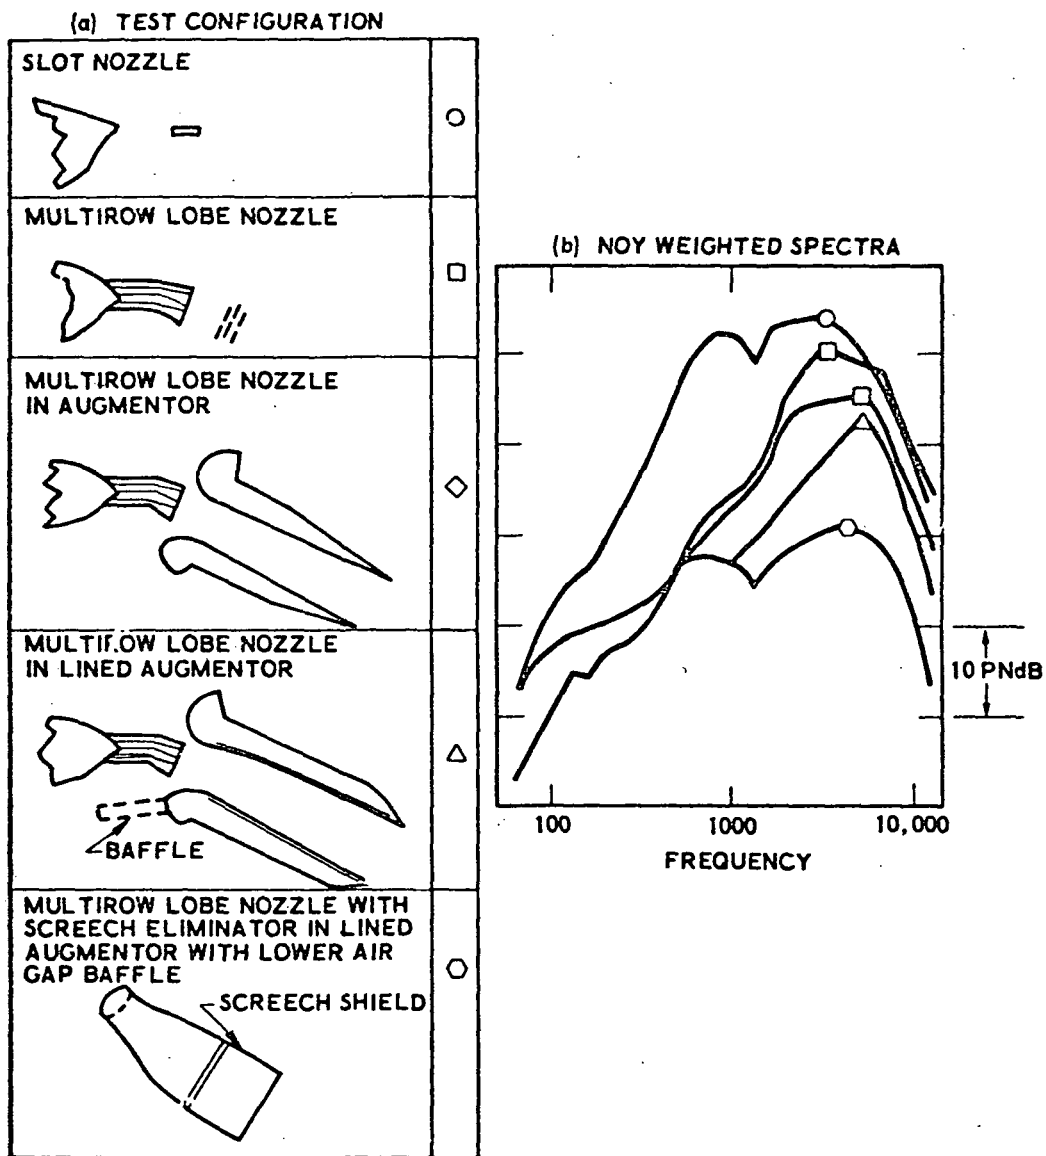 (a) TEST CONFIGURATION
SLOT NOZZLE
MULTIROW LOBE NOZZLE
MULTIROW LOBE NOZZLE
IN AUGMENTOR
MULTIFLOW LOBE NOZZLE
IN LINED AUGMENTOR
BAFFLE
MULTIROW LOBE NOZZLE WITH
SCREECH ELIMINATOR IN LINED
AUGMENTOR WITH LOWER AIR
GAP BAFFLE
SCREECH SHIELD
(b) NOY WEIGHTED SPECTRA
10 PNdB
100 1000 10,000
FREQUENCY